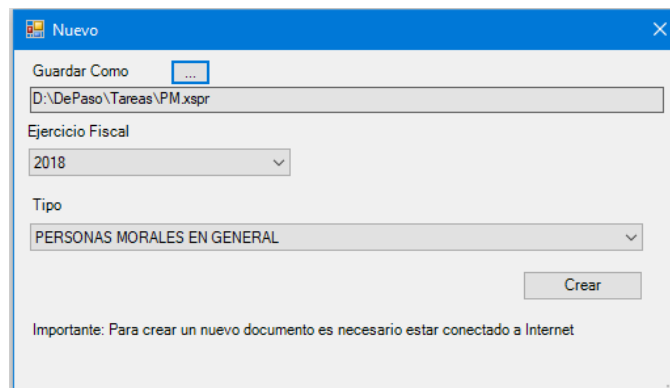 Nuevo
Guardar Como ...
D:\DePaso\Tareas\PM.xspr
Ejercicio Fiscal
2018
Tipo
PERSONAS MORALES EN GENERAL
Crear
Importante: Para crear un nuevo documento es necesario estar conectado a Internet